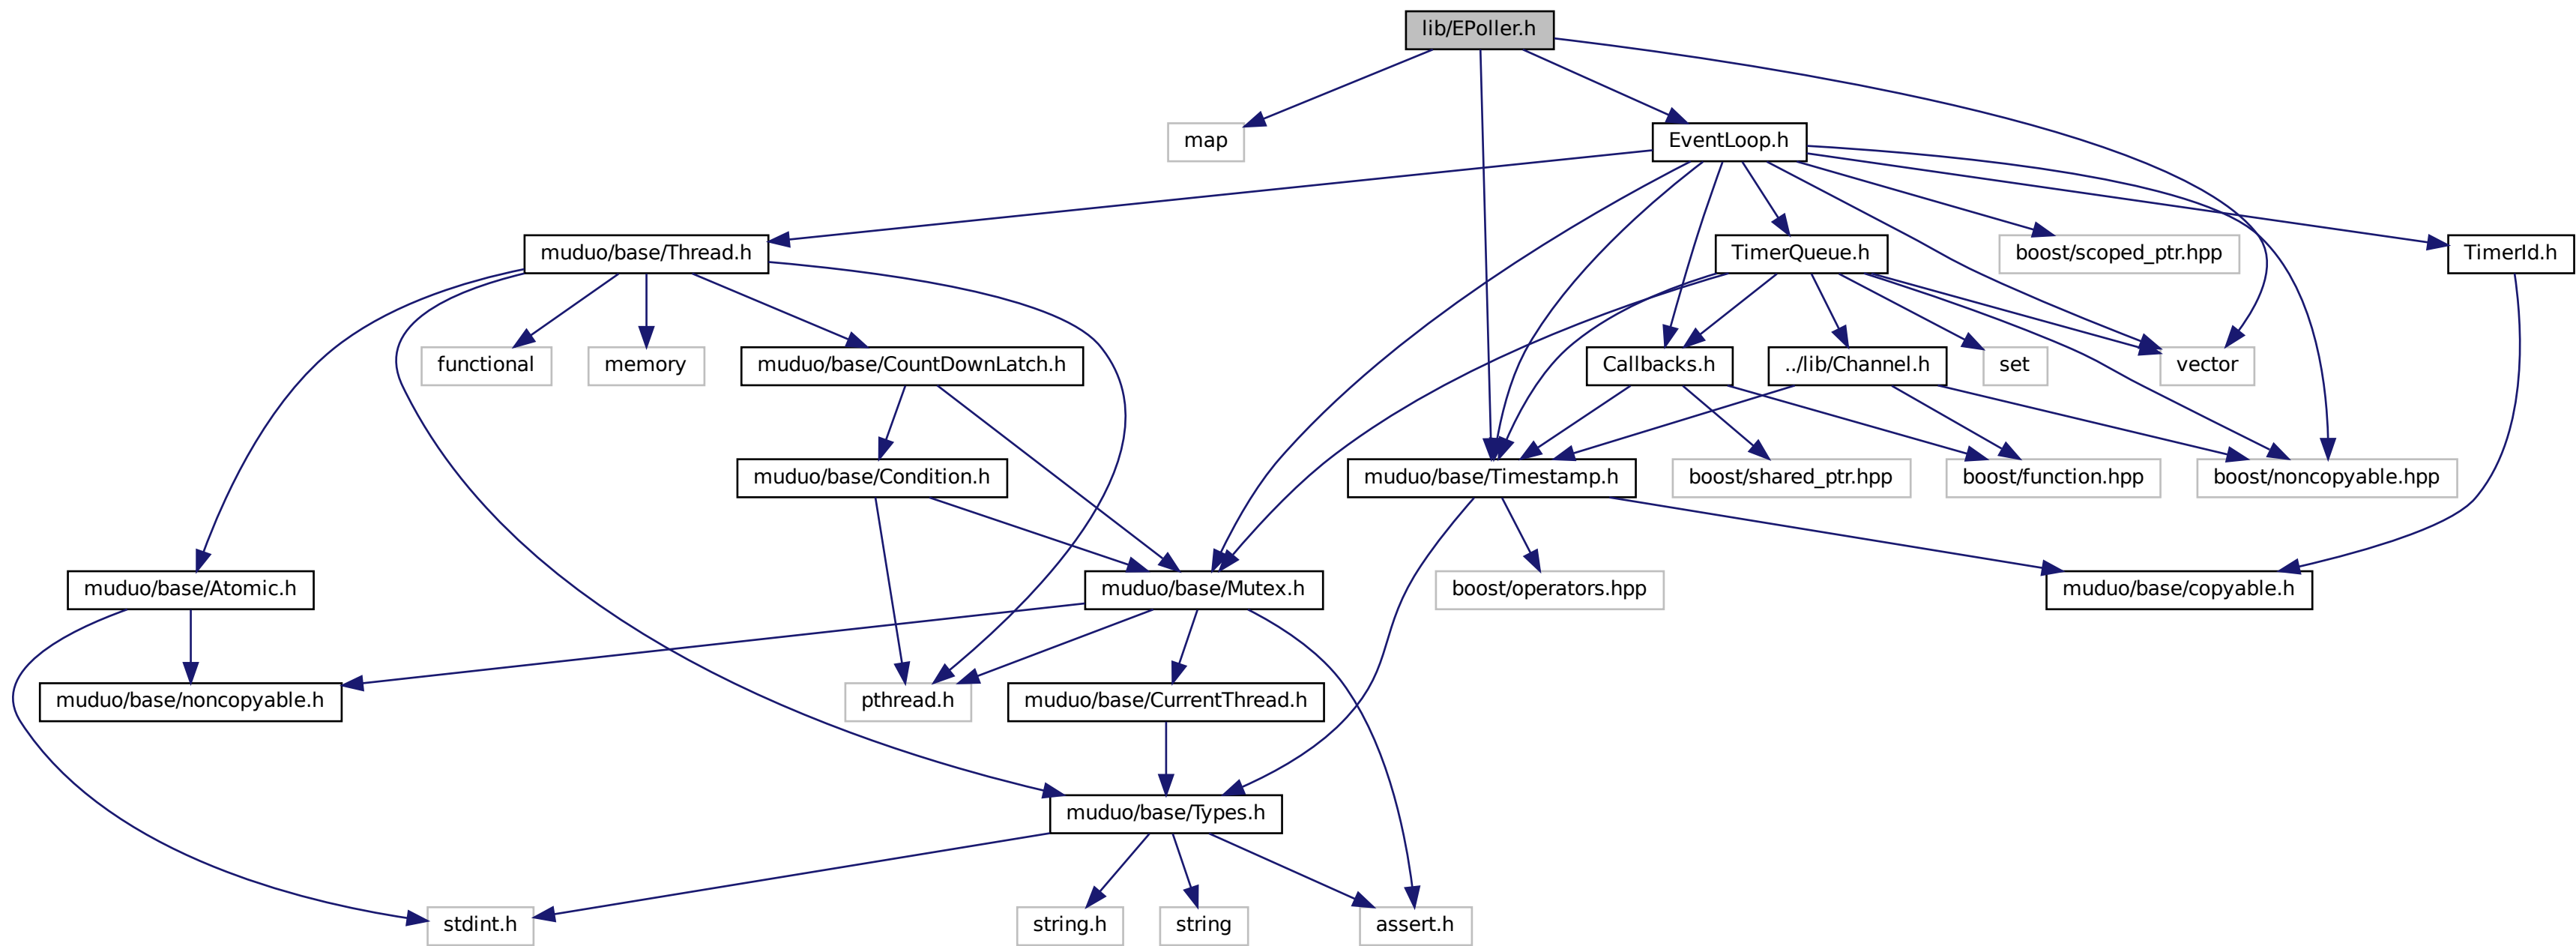 lib/EPoller.h
map
EventLoop.h
muduo/base/Thread.h
TimerQueue.h
boost/scoped_ptr.hpp
TimerId.h
functional
memory
muduo/base/CountDownLatch.h
Callbacks.h
../lib/Channel.h
set
vector
muduo/base/Condition.h
muduo/base/Timestamp.h
boost/shared_ptr.hpp
boost/function.hpp
boost/noncopyable.hpp
muduo/base/Atomic.h
muduo/base/Mutex.h
boost/operators.hpp
muduo/base/copyable.h
muduo/base/noncopyable.h
pthread.h
muduo/base/CurrentThread.h
muduo/base/Types.h
stdint.h
string.h
string
assert.h